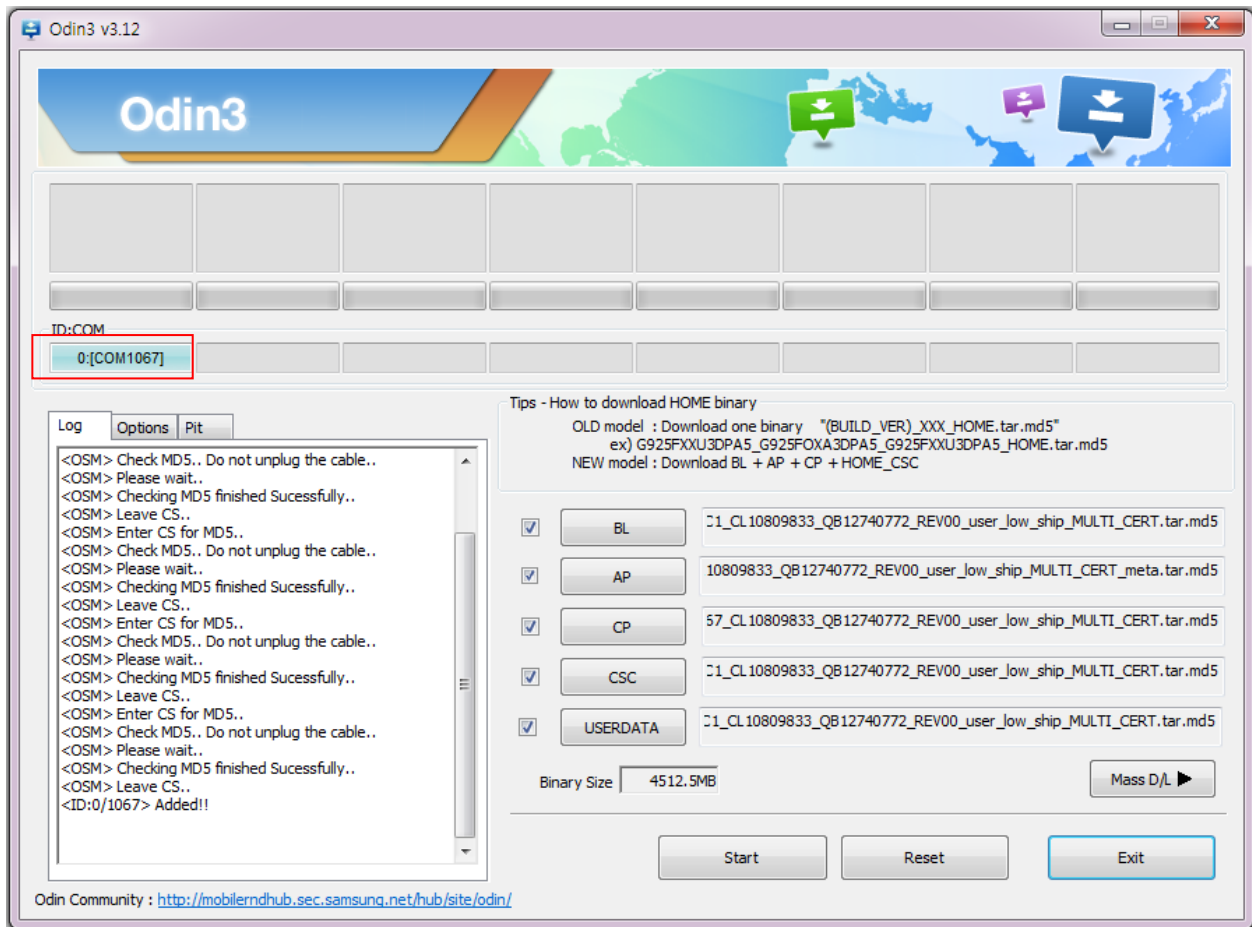 Odin3 v3.12
Odin3
ID:COM
0:[COM1067]
Log
Options
Pit
<OSM> Check MD5.. Do not unplug the cable..
<OSM> Please wait..
<OSM> Checking MD5 finished Sucessfully..
<OSM> Leave CS..
<OSM> Enter CS for MD5..
<OSM> Check MD5.. Do not unplug the cable..
<OSM> Please wait..
<OSM> Checking MD5 finished Sucessfully..
<OSM> Leave CS..
<OSM> Enter CS for MD5..
<OSM> Check MD5.. Do not unplug the cable..
<OSM> Please wait..
<OSM> Checking MD5 finished Sucessfully..
<OSM> Leave CS..
<OSM> Enter CS for MD5..
<OSM> Check MD5.. Do not unplug the cable..
<OSM> Please wait..
<OSM> Checking MD5 finished Sucessfully..
<OSM> Leave CS..
<ID:0/1067> Added!!
Tips - How to download HOME binary
OLD model : Download one binary "(BUILD_VER)_XXX_HOME.tar.md5"
ex) G925FXXU3DPA5_G925FOXA3DPA5_G925FXXU3DPA5_HOME.tar.md5
NEW model : Download BL + AP + CP + HOME_CSC
BL
C1_CL10809833_QB12740772_REV00_user_low_ship_MULTI_CERT.tar.md5
AP
10809833_QB12740772_REV00_user_low_ship_MULTI_CERT_meta.tar.md5
CP
57_CL10809833_QB12740772_REV00_user_low_ship_MULTI_CERT.tar.md5
CSC
C1_CL10809833_QB12740772_REV00_user_low_ship_MULTI_CERT.tar.md5
USERDATA
C1_CL10809833_QB12740772_REV00_user_low_ship_MULTI_CERT.tar.md5
Binary Size 4512.5MB
Mass D/L
Start
Reset
Exit
Odin Community : http://mobilerndhub.sec.samsung.net/hub/site/odin/